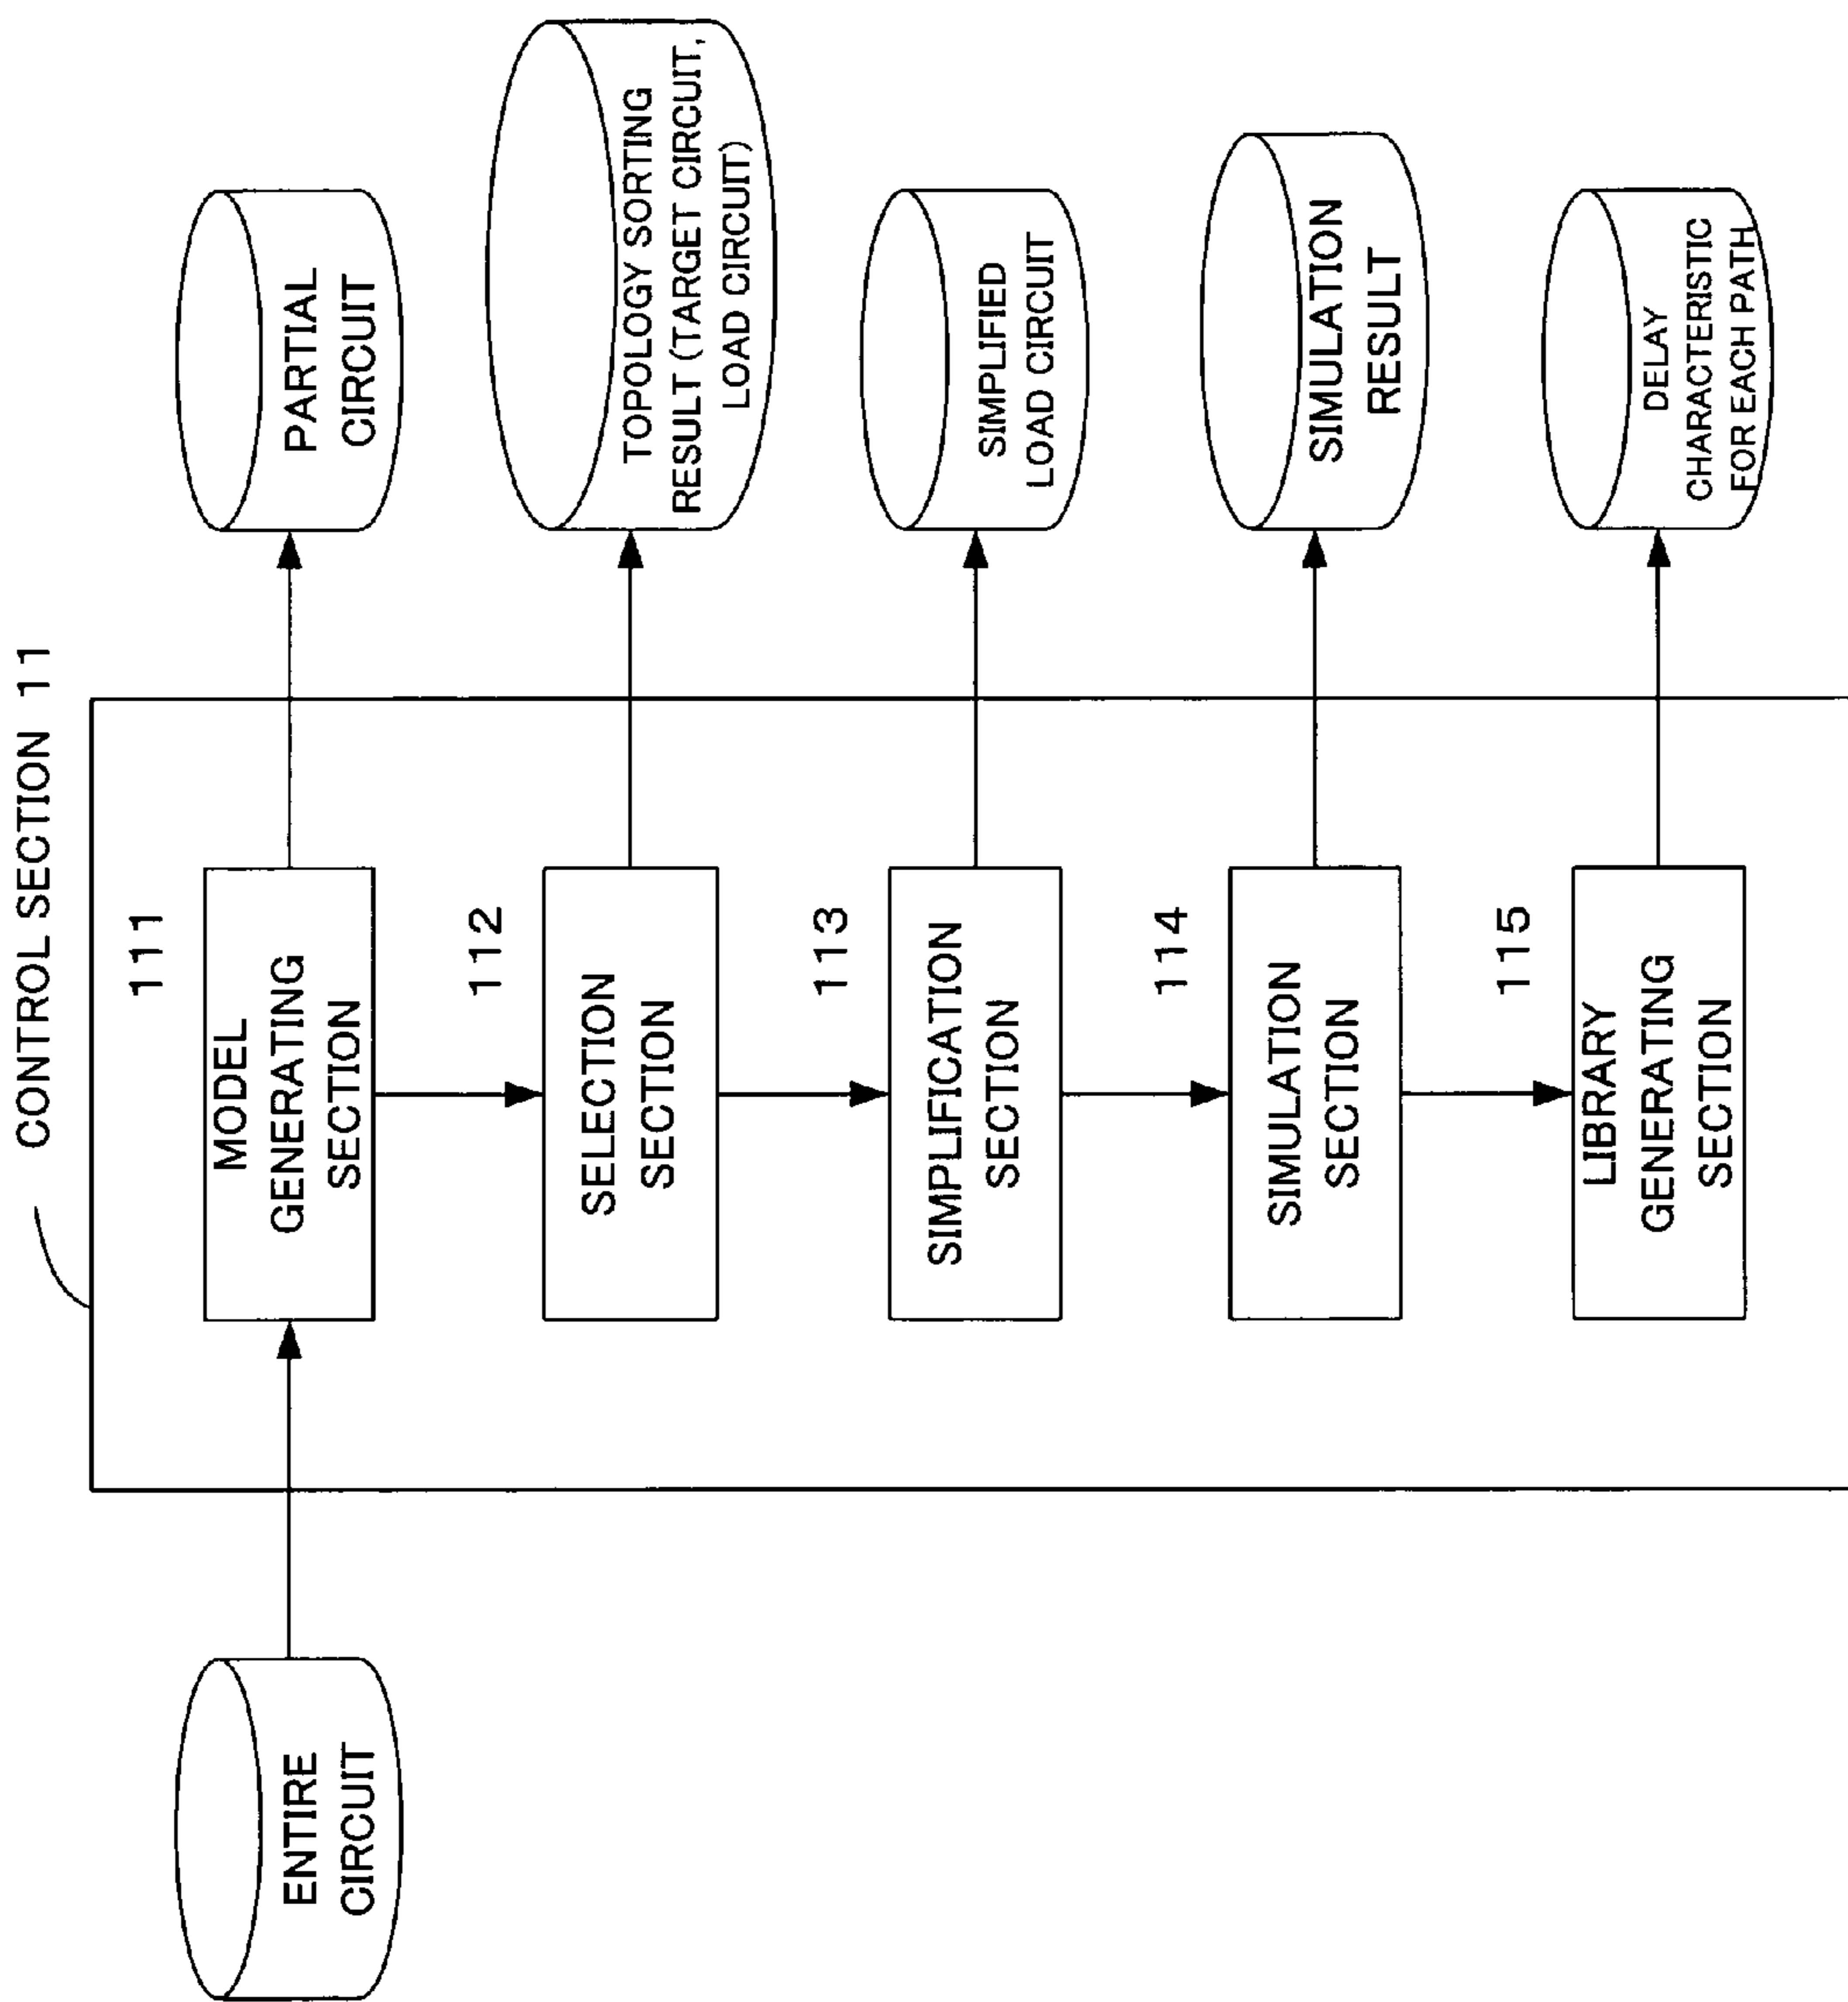 CONTROL SECTION 11
ENTIRE
CIRCUIT
111
MODEL
GENERATING
SECTION
PARTIAL
CIRCUIT
112
SELECTION
SECTION
TOPOLOGY SORTING
RESULT (TARGET CIRCUIT,
LOAD CIRCUIT)
113
SIMPLIFICATION
SECTION
SIMPLIFIED
LOAD CIRCUIT
114
SIMULATION
SECTION
SIMULATION
RESULT
115
LIBRARY
GENERATING
SECTION
DELAY
CHARACTERISTIC
FOR EACH PATH